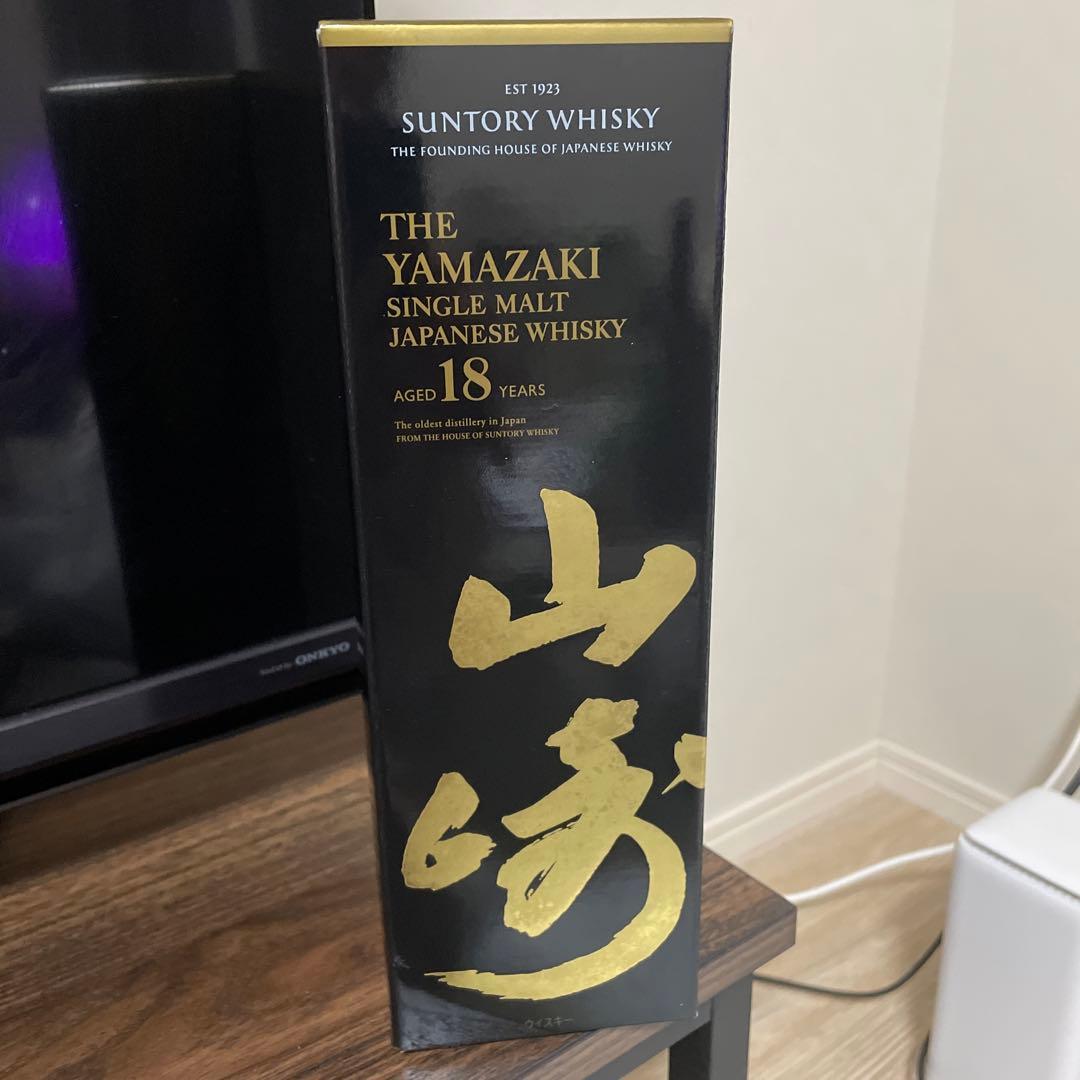 EST 1923
SUNTORY WHISKY
THE FOUNDING HOUSE OF JAPANESE WHISKY
THE
YAMAZAKI
SINGLE MALT
JAPANESE WHISKY
AGED 18 YEARS
The oldest distillery in Japan
FROM THE HOUSE OF SUNTORY WHISKY
山
崎
ウイスキー
ONKYO